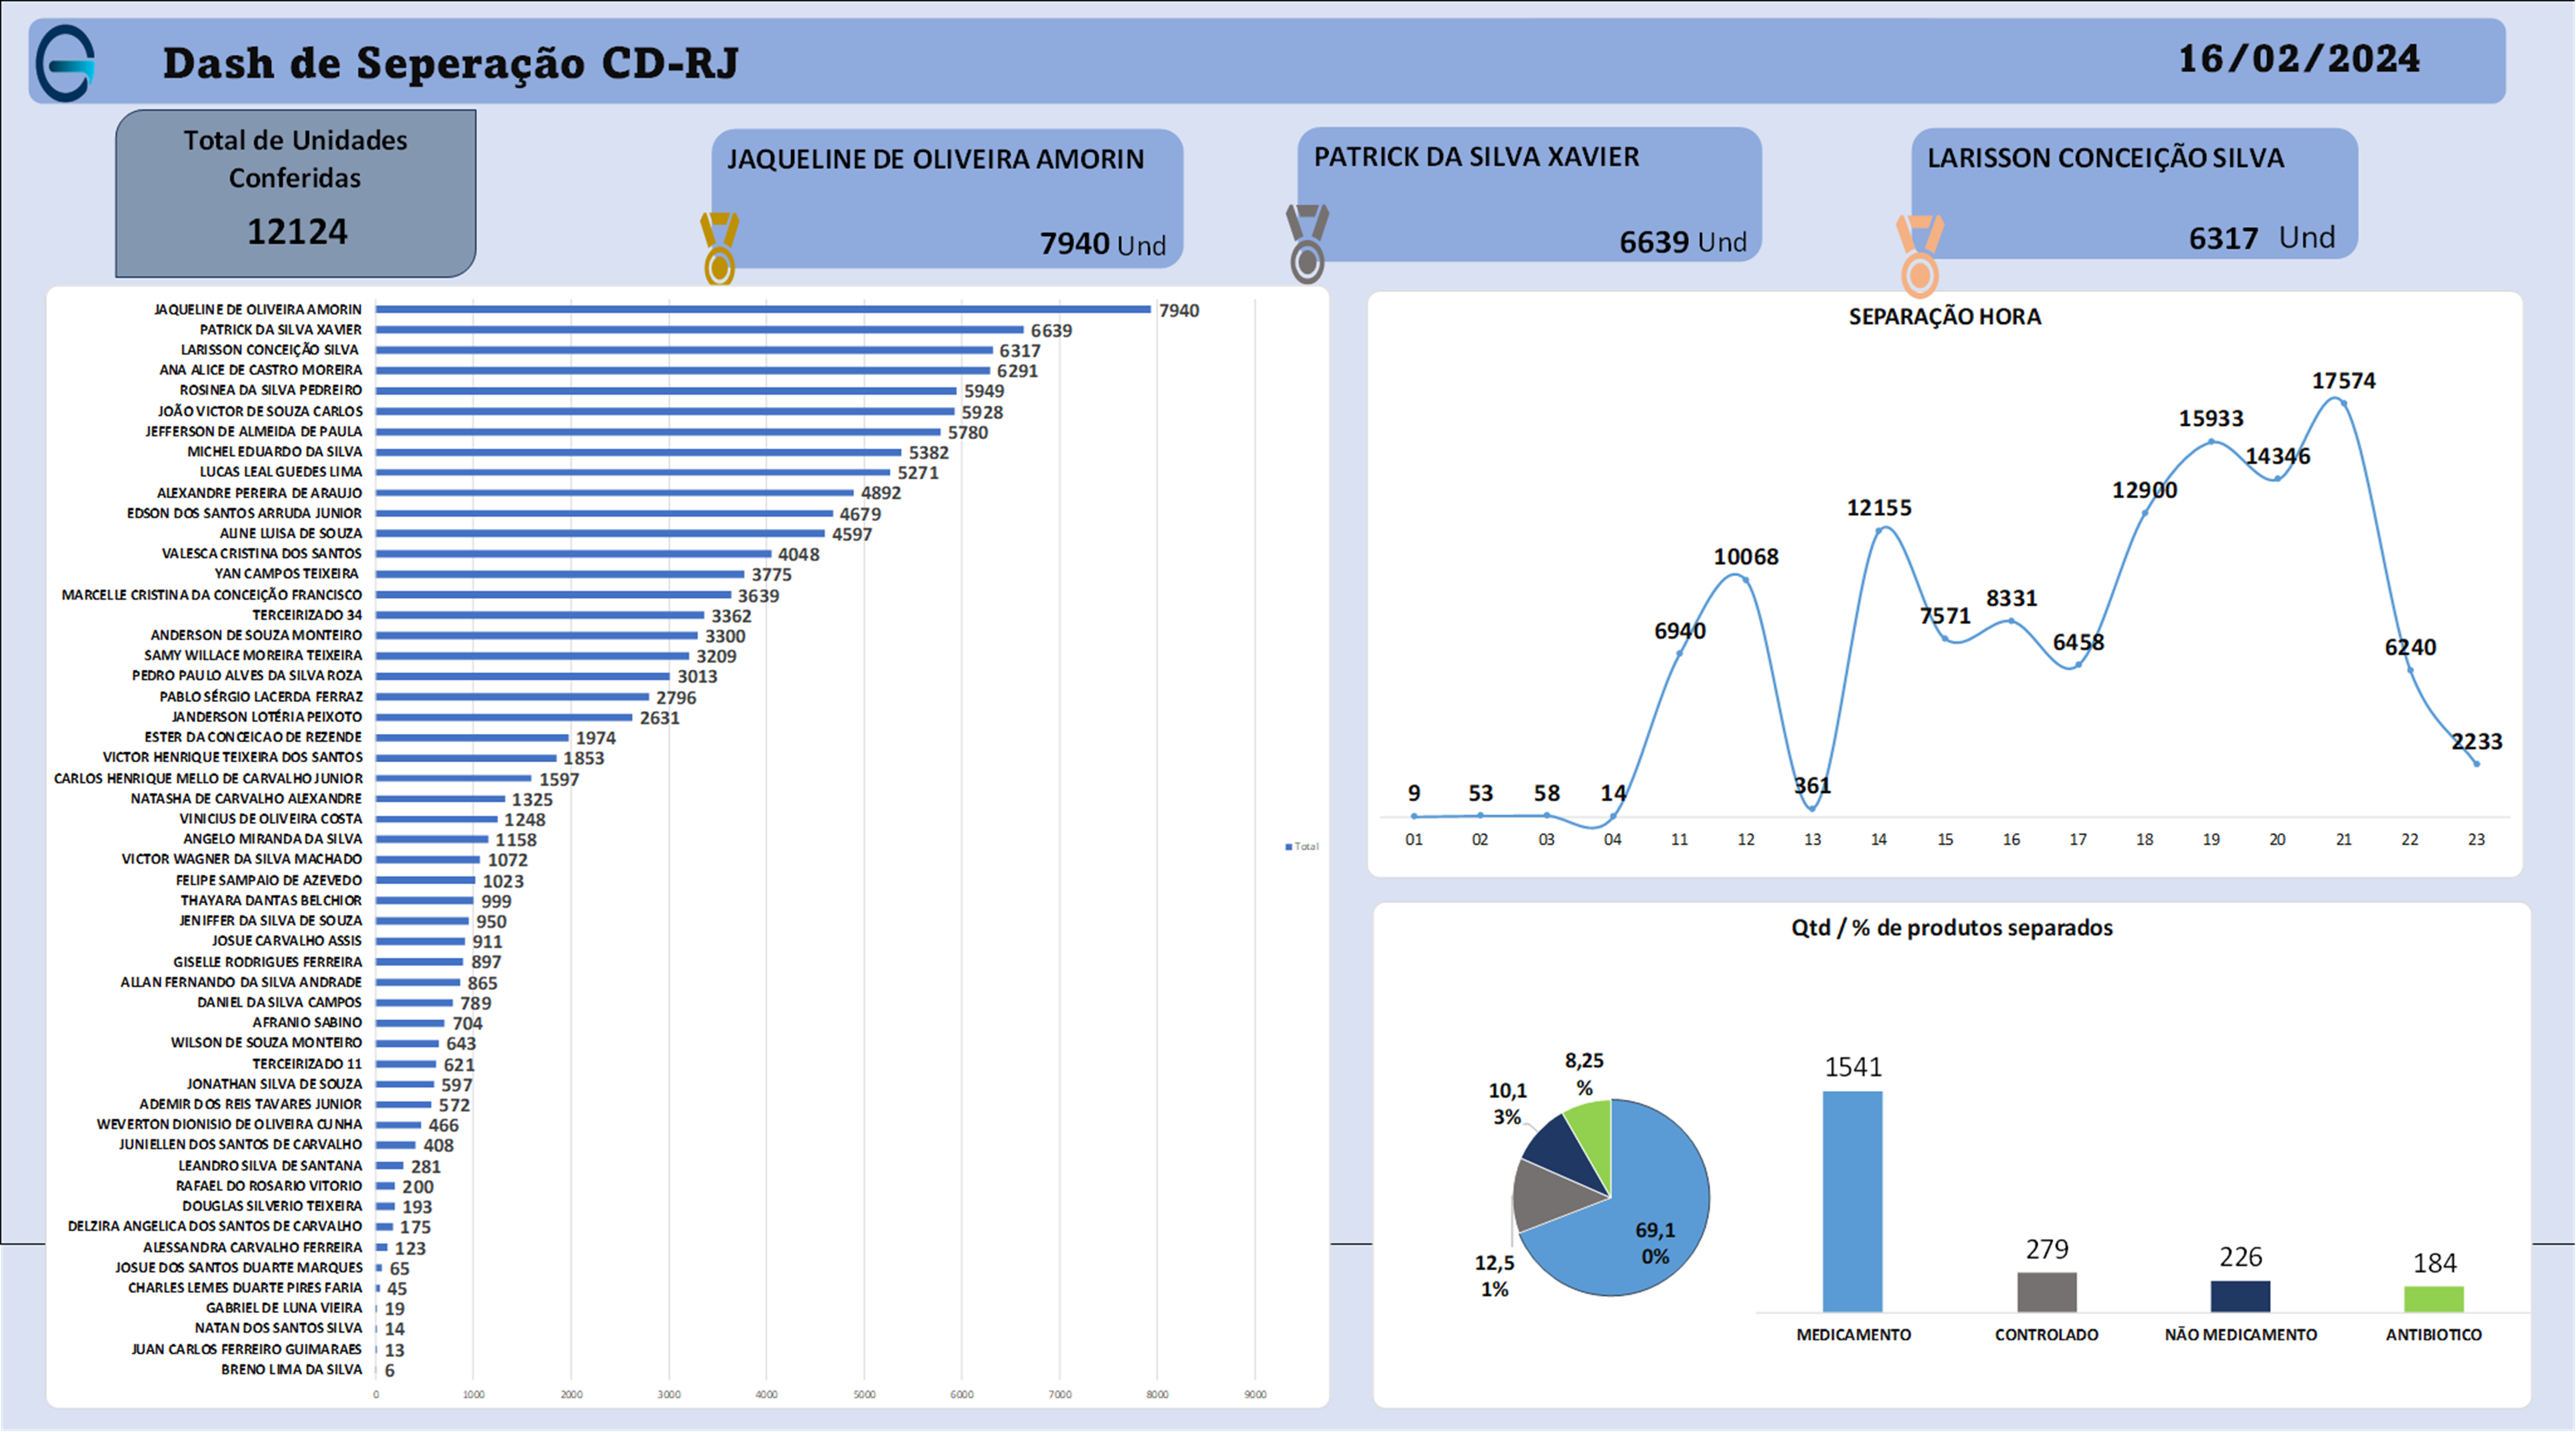 Dash de Seperação CD-RJ
16/02/2024
Total de Unidades
Conferidas
12124
JAQUELINE DE OLIVEIRA AMORIN
7940 Und
PATRICK DA SILVA XAVIER
6639 Und
LARISSON CONCEIÇÃO SILVA
6317 Und
JAQUELINE DE OLIVEIRA AMORIN 7940
PATRICK DA SILVA XAVIER 6639
LARISSON CONCEIÇÃO SILVA 6317
ANA ALICE DE CASTRO MOREIRA 6291
ROSINEA DA SILVA PEDREIRO 5949
JOÃO VICTOR DE SOUZA CARLOS 5928
JEFFERSON DE ALMEIDA DE PAULA 5780
MICHEL EDUARDO DA SILVA 5382
LUCAS LEAL GUEDES LIMA 5271
ALEXANDRE PEREIRA DE ARAUJO 4892
EDSON DOS SANTOS ARRUDA JUNIOR 4679
ALINE LUISA DE SOUZA 4597
VALESCA CRISTINA DOS SANTOS 4048
YAN CAMPOS TEIXEIRA 3775
MARCELLE CRISTINA DA CONCEIÇÃO FRANCISCO 3639
TERCEIRIZADO 34 3362
ANDERSON DE SOUZA MONTEIRO 3300
SAMY WILLACE MOREIRA TEIXEIRA 3209
PEDRO PAULO ALVES DA SILVA ROZA 3013
PABLO SÉRGIO LACERDA FERRAZ 2796
JANDERSON LOTÉRIA PEIXOTO 2631
ESTER DA CONCEICAO DE REZENDE 1974
VICTOR HENRIQUE TEIXEIRA DOS SANTOS 1853
CARLOS HENRIQUE MELLO DE CARVALHO JUNIOR 1597
NATASHA DE CARVALHO ALEXANDRE 1325
VINICIUS DE OLIVEIRA COSTA 1248
ANGELO MIRANDA DA SILVA 1158
VICTOR WAGNER DA SILVA MACHADO 1072
FELIPE SAMPAIO DE AZEVEDO 1023
THAYARA DANTAS BELCHIOR 999
JENIFFER DA SILVA DE SOUZA 950
JOSUE CARVALHO ASSIS 911
GISELLE RODRIGUES FERREIRA 897
ALLAN FERNANDO DA SILVA ANDRADE 865
DANIEL DA SILVA CAMPOS 789
AFRANIO SABINO 704
WILSON DE SOUZA MONTEIRO 643
TERCEIRIZADO 11 621
JONATHAN SILVA DE SOUZA 597
ADEMIR DOS REIS TAVARES JUNIOR 572
WEVERTON DIONISIO DE OLIVEIRA CUNHA 466
JUNIELLEN DOS SANTOS DE CARVALHO 408
LEANDRO SILVA DE SANTANA 281
RAFAEL DO ROSARIO VITORIO 200
DOUGLAS SILVERIO TEIXEIRA 193
DELZIRA ANGELICA DOS SANTOS DE CARVALHO 175
ALESSANDRA CARVALHO FERREIRA 123
JOSUE DOS SANTOS DUARTE MARQUES 65
CHARLES LEMES DUARTE PIRES FARIA 45
GABRIEL DE LUNA VIEIRA 19
NATAN DOS SANTOS SILVA 14
JUAN CARLOS FERREIRO GUIMARAES 13
BRENO LIMA DA SILVA 6
0 1000 2000 3000 4000 5000 6000 7000 8000 9000
Total
SEPARAÇÃO HORA
9 53 58 14 6940 10068 361 12155 7571 8331 6458 12900 15933 14346 17574 6240 2233
01 02 03 04 11 12 13 14 15 16 17 18 19 20 21 22 23
Qtd / % de produtos separados
8,25
%
10,1
3%
12,5
1%
69,1
0%
1541 279 226 184
MEDICAMENTO CONTROLADO NÃO MEDICAMENTO ANTIBIOTICO